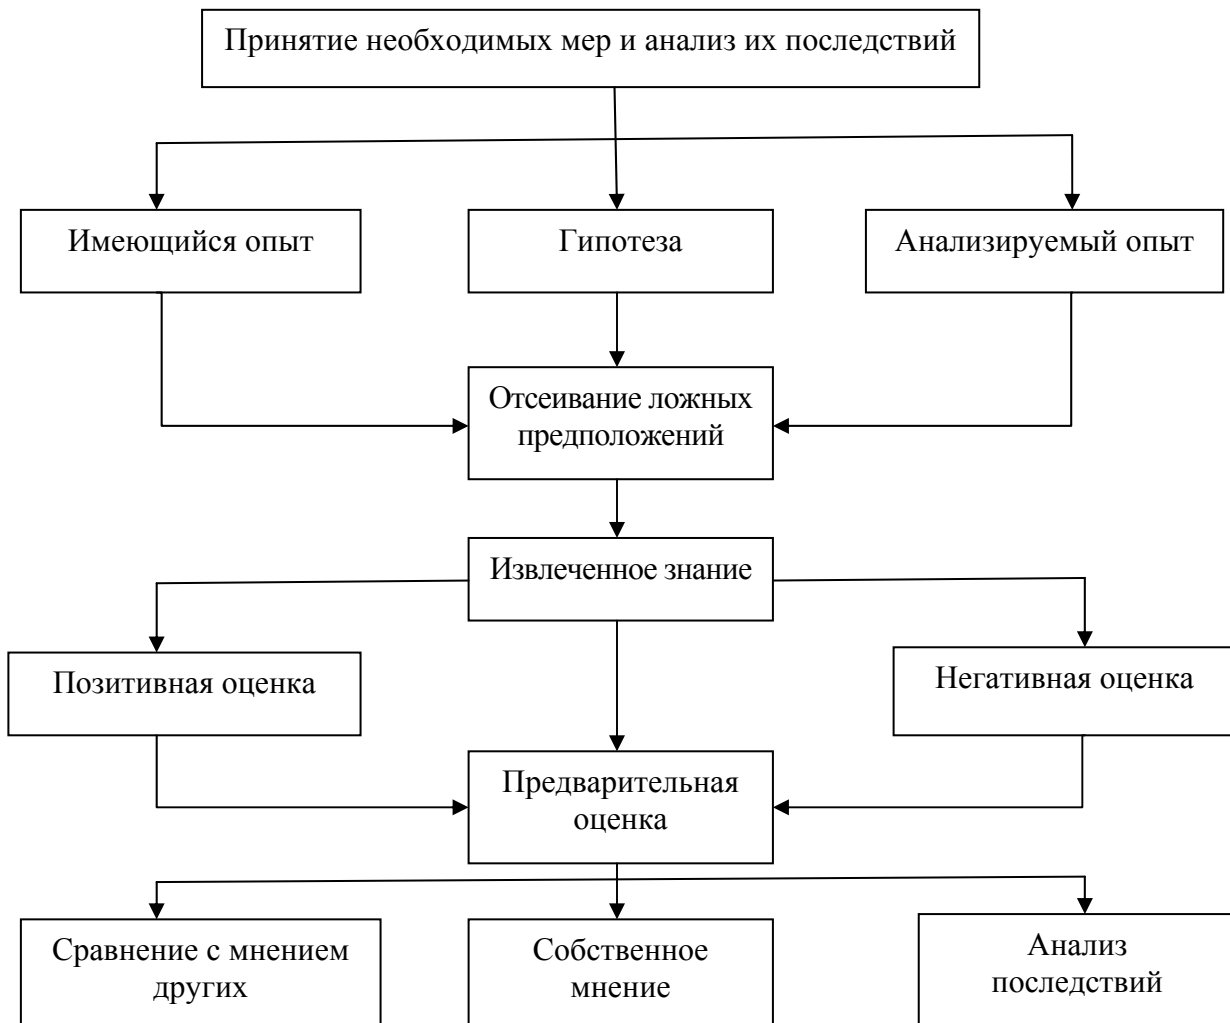 Принятие необходимых мер и анализ их последствий
Имеющийся опыт
Гипотеза
Анализируемый опыт
Отсеивание ложных
предположений
Извлеченное знание
Позитивная оценка
Негативная оценка
Предварительная
оценка
Сравнение с мнением
других
Собственное
мнение
Анализ
последствий